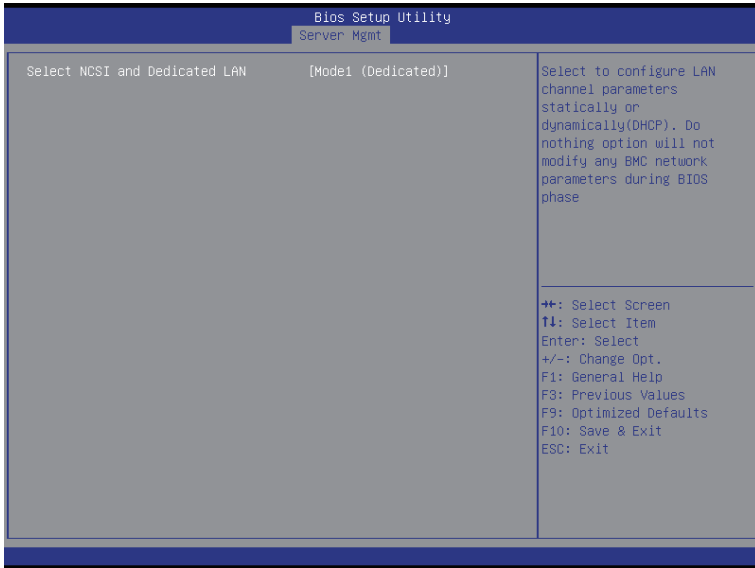 Bios Setup Utility
Server Mgmt
Select NCSI and Dedicated LAN [Mode1 (Dedicated)]
Select to configure LAN
channel parameters
statically or
dynamically(DHCP). Do
nothing option will not
modify any BMC network
parameters during BIOS
phase
→←: Select Screen
↑↓: Select Item
Enter: Select
+/-: Change Opt.
F1: General Help
F3: Previous Values
F9: Optimized Defaults
F10: Save & Exit
ESC: Exit